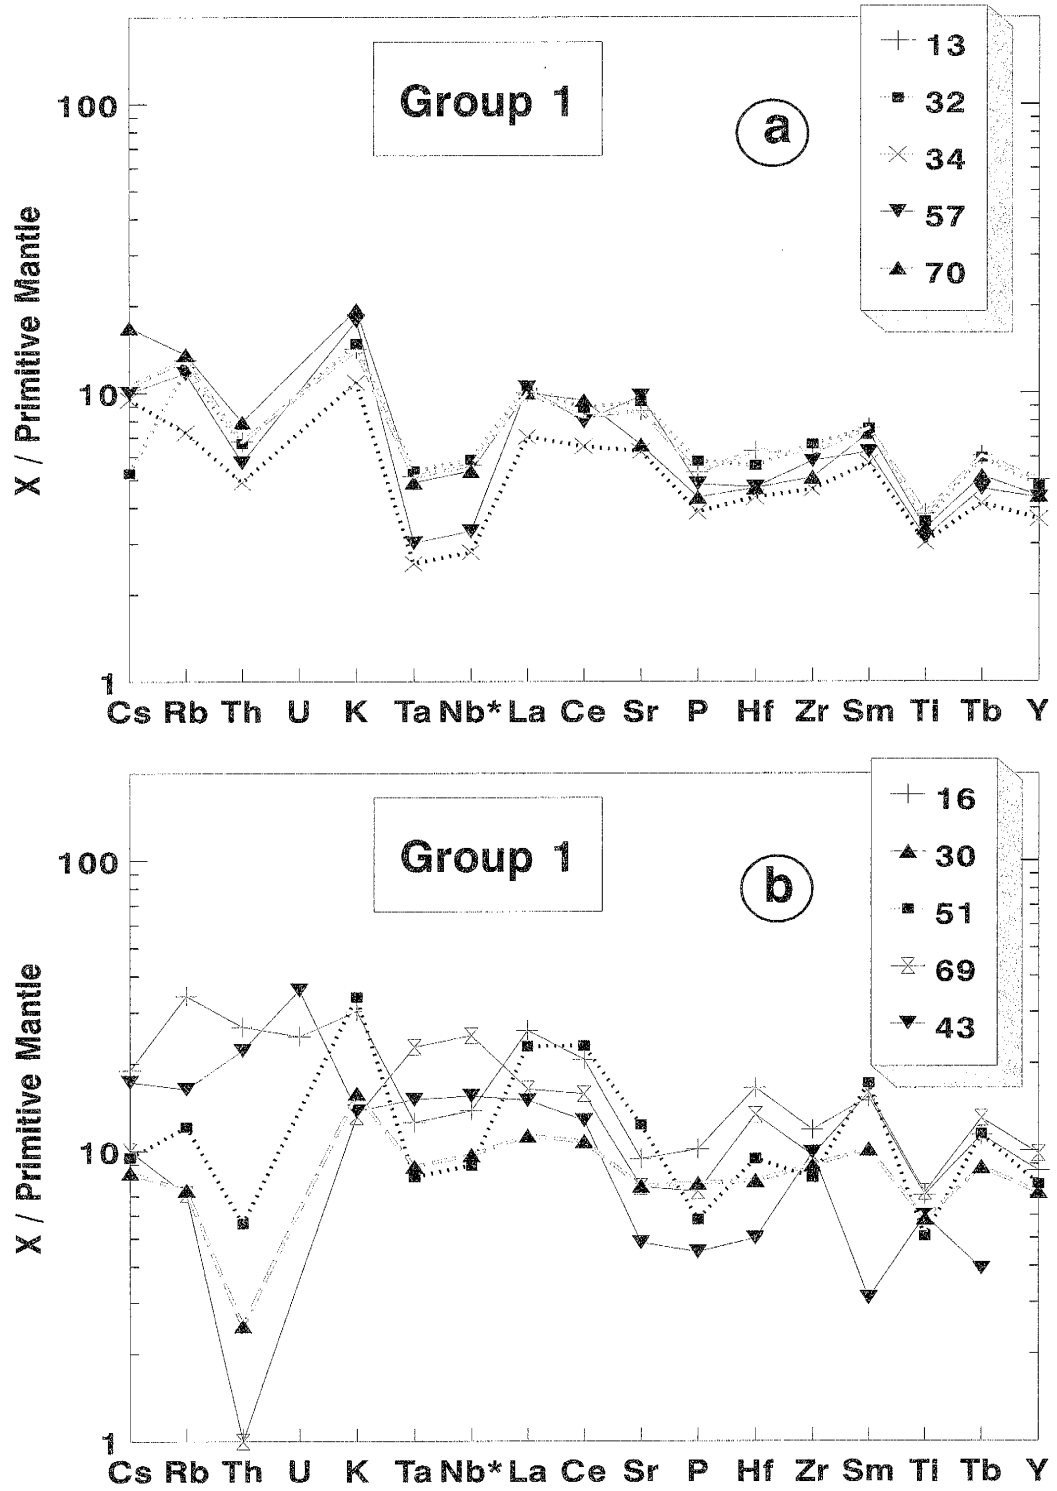 Group 1
a
13
32
34
57
70
100
10
1
X / Primitive Mantle
Cs Rb Th U K Ta Nb* La Ce Sr P Hf Zr Sm Ti Tb Y
Group 1
b
16
30
51
69
43
100
10
1
X / Primitive Mantle
Cs Rb Th U K Ta Nb* La Ce Sr P Hf Zr Sm Ti Tb Y